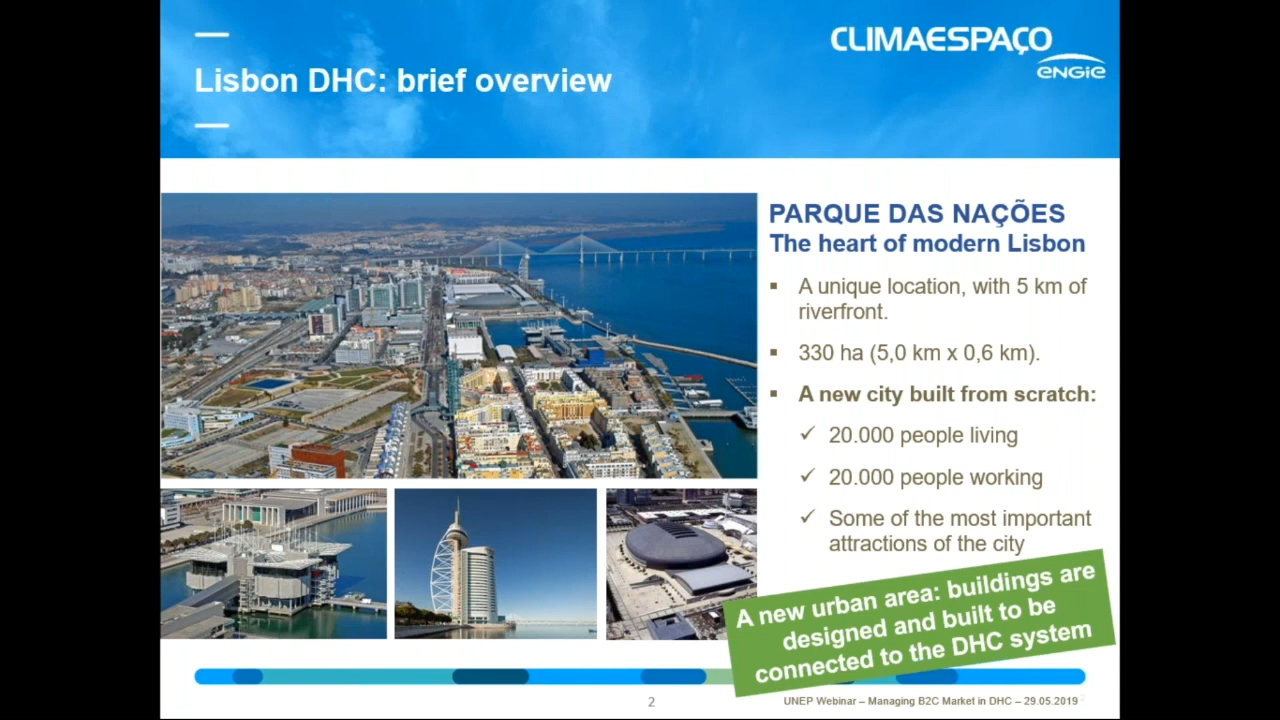 CLIMAESPAÇO
ENGIE
Lisbon DHC: brief overview
PARQUE DAS NAÇÕES
The heart of modern Lisbon
▪ A unique location, with 5 km of
riverfront.
▪ 330 ha (5,0 km x 0,6 km).
▪ A new city built from scratch:
✓ 20.000 people living
✓ 20.000 people working
✓ Some of the most important
attractions of the city
A new urban area: buildings are
designed and built to be
connected to the DHC system
2
UNEP Webinar – Managing B2C Market in DHC – 29.05.2019